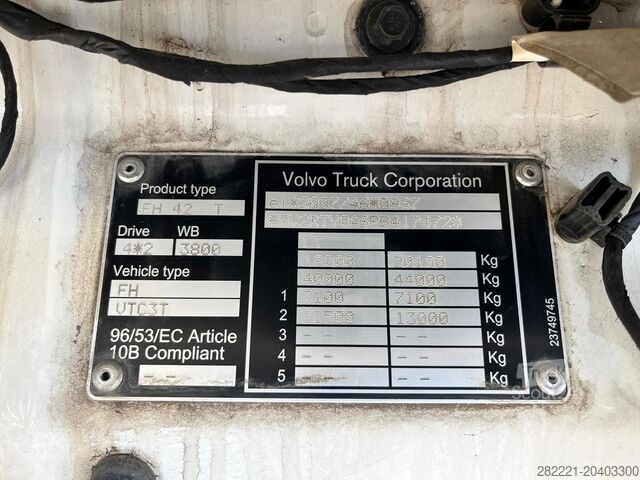 Product type
FH 42 T
Drive WB
4*2 3800
Vehicle type
FH
VTC3T
96/53/EC Article
10B Compliant
-- --
Volvo Truck Corporation
LT
Kg
40000 44000 Kg
1 7100 7100 Kg
2 11500 13000 Kg
3 -- -- Kg
4 -- -- Kg
5 -- -- Kg
23749745
282221-20403300